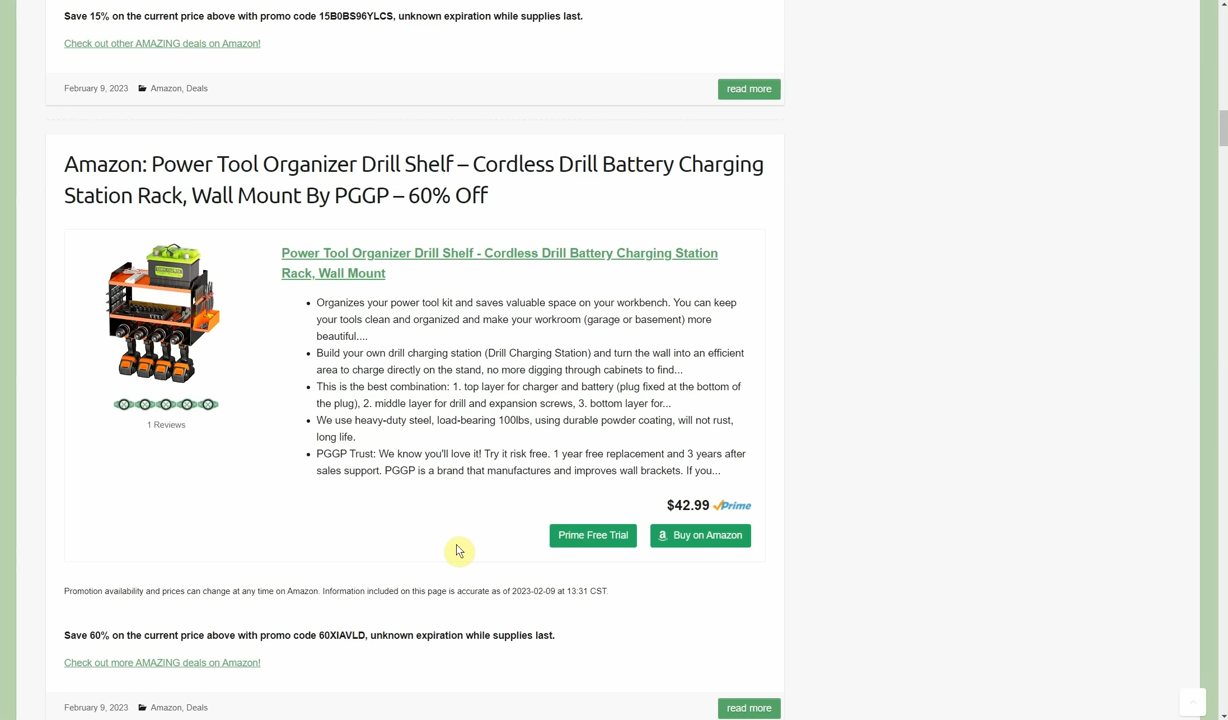 Save 15% on the current price above with promo code 15B0BS96YLCS, unknown expiration while supplies last.
Check out other AMAZING deals on Amazon!
February 9, 2023 Amazon, Deals
read more
Amazon: Power Tool Organizer Drill Shelf – Cordless Drill Battery Charging
Station Rack, Wall Mount By PGGP – 60% Off
Power Tool Organizer Drill Shelf - Cordless Drill Battery Charging Station
Rack, Wall Mount
Organizes your power tool kit and saves valuable space on your workbench. You can keep
your tools clean and organized and make your workroom (garage or basement) more
beautiful....
Build your own drill charging station (Drill Charging Station) and turn the wall into an efficient
area to charge directly on the stand, no more digging through cabinets to find...
This is the best combination: 1. top layer for charger and battery (plug fixed at the bottom of
the plug), 2. middle layer for drill and expansion screws, 3. bottom layer for...
We use heavy-duty steel, load-bearing 100lbs, using durable powder coating, will not rust,
long life.
PGGP Trust: We know you'll love it! Try it risk free. 1 year free replacement and 3 years after
sales support. PGGP is a brand that manufactures and improves wall brackets. If you...
1 Reviews
$42.99 Prime
Prime Free Trial
Buy on Amazon
Promotion availability and prices can change at any time on Amazon. Information included on this page is accurate as of 2023-02-09 at 13:31 CST.
Save 60% on the current price above with promo code 60XIAVLD, unknown expiration while supplies last.
Check out more AMAZING deals on Amazon!
February 9, 2023 Amazon, Deals
read more